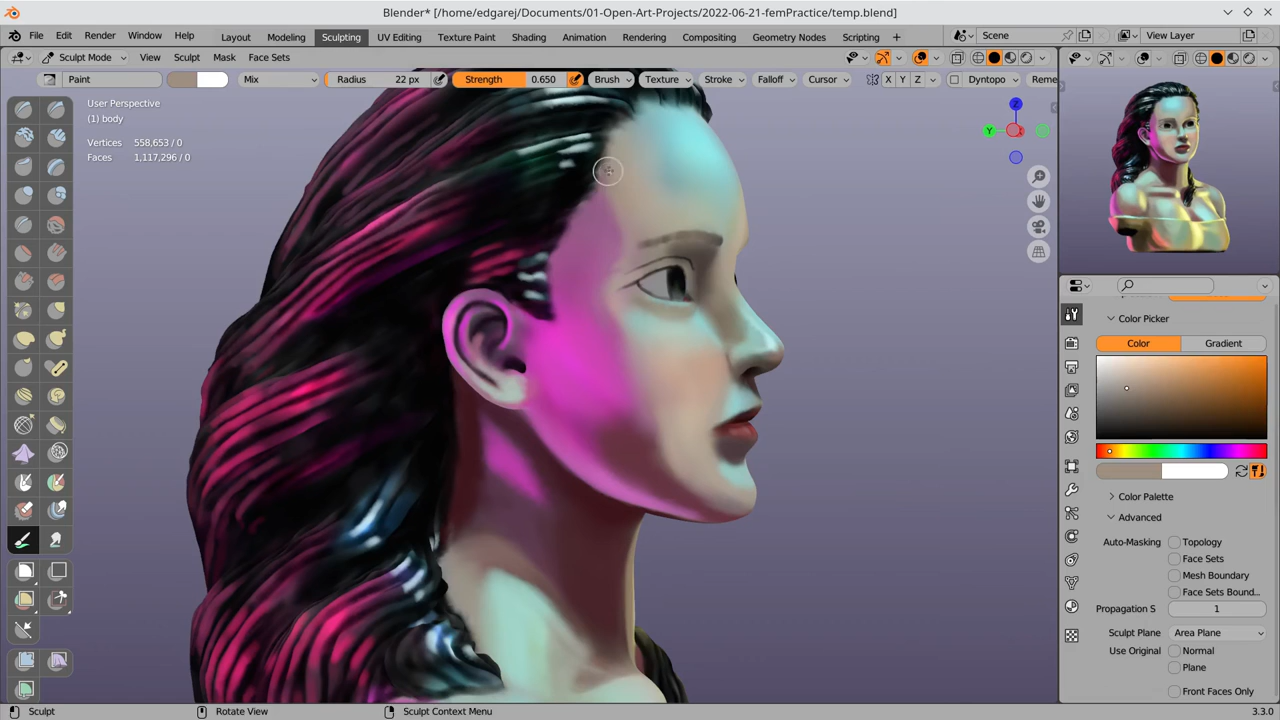 Blender* [/home/edgarej/Documents/01-Open-Art-Projects/2022-06-21-femPractice/temp.blend]
File Edit Render Window Help Layout Modeling Sculpting UV Editing Texture Paint Shading Animation Rendering Compositing Geometry Nodes Scripting + Scene View Layer
Sculpt Mode View Sculpt Mask Face Sets
Paint Mix Radius 22 px Strength 0.650 Brush Texture Stroke Falloff Cursor X Y Z Dyntopo Reme
User Perspective
(1) body
Vertices 558,653 / 0
Faces 1,117,296 / 0
Z
Y
Color Picker
Color Gradient
Color Palette
Advanced
Auto-Masking Topology
Face Sets
Mesh Boundary
Face Sets Bound...
Propagation S 1
Sculpt Plane Area Plane
Use Original Normal
Plane
Front Faces Only
Sculpt Rotate View Sculpt Context Menu 3.3.0